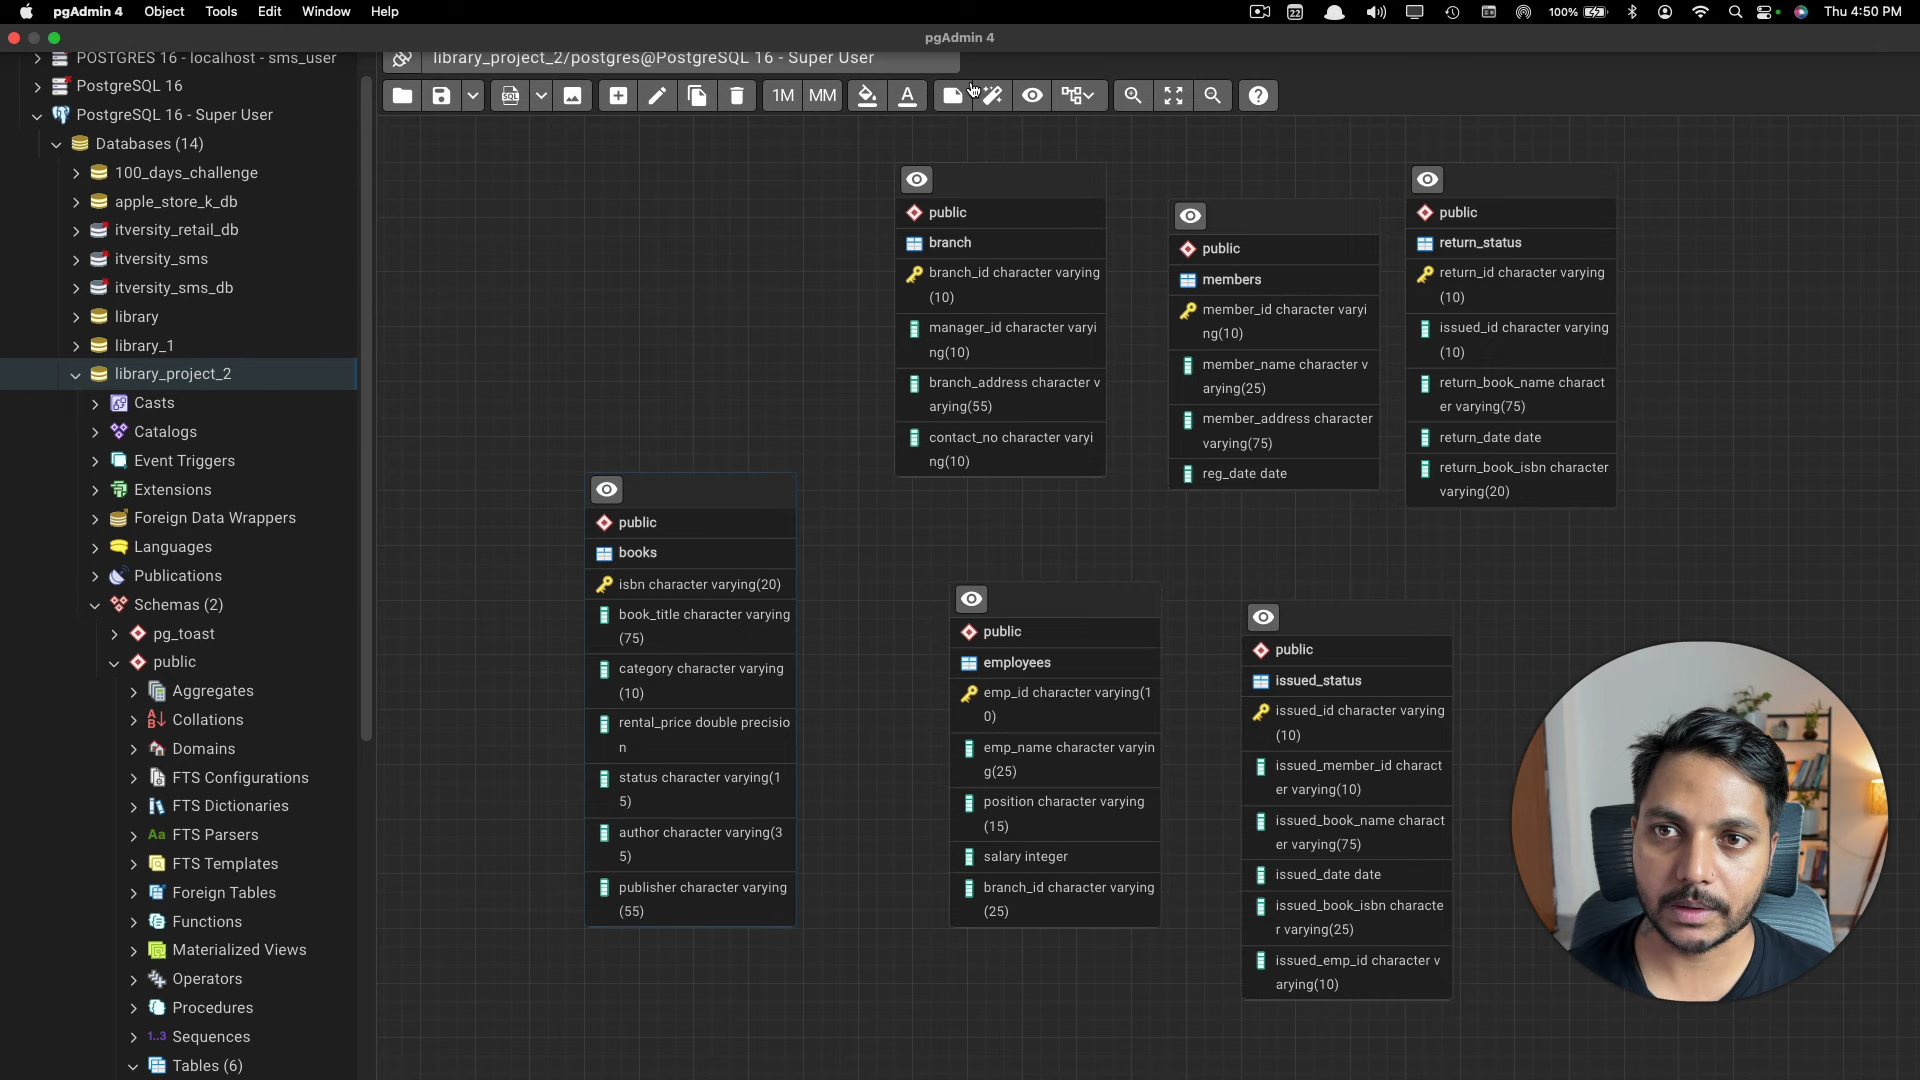 pgAdmin 4 Object Tools Edit Window Help
22 100% Thu 4:50 PM
pgAdmin 4
POSTGRES 16 - localhost - sms_user
PostgreSQL 16
PostgreSQL 16 - Super User
Databases (14)
100_days_challenge
apple_store_k_db
itversity_retail_db
itversity_sms
itversity_sms_db
library
library_1
library_project_2
Casts
Catalogs
Event Triggers
Extensions
Foreign Data Wrappers
Languages
Publications
Schemas (2)
pg_toast
public
Aggregates
Collations
Domains
FTS Configurations
FTS Dictionaries
Aa FTS Parsers
FTS Templates
Foreign Tables
Functions
Materialized Views
Operators
Procedures
1..3 Sequences
Tables (6)
library_project_2/postgres@PostgreSQL 16 - Super User
SQL 1M MM A ?
public
branch
branch_id character varying
(10)
manager_id character varyi
ng(10)
branch_address character v
arying(55)
contact_no character varyi
ng(10)
public
members
member_id character varyi
ng(10)
member_name character v
arying(25)
member_address character
varying(75)
reg_date date
public
return_status
return_id character varying
(10)
issued_id character varying
(10)
return_book_name charact
er varying(75)
return_date date
return_book_isbn character
varying(20)
public
books
isbn character varying(20)
book_title character varying
(75)
category character varying
(10)
rental_price double precisio
n
status character varying(1
5)
author character varying(3
5)
publisher character varying
(55)
public
employees
emp_id character varying(1
0)
emp_name character varyin
g(25)
position character varying
(15)
salary integer
branch_id character varying
(25)
public
issued_status
issued_id character varying
(10)
issued_member_id charact
er varying(10)
issued_book_name charact
er varying(75)
issued_date date
issued_book_isbn characte
r varying(25)
issued_emp_id character v
arying(10)